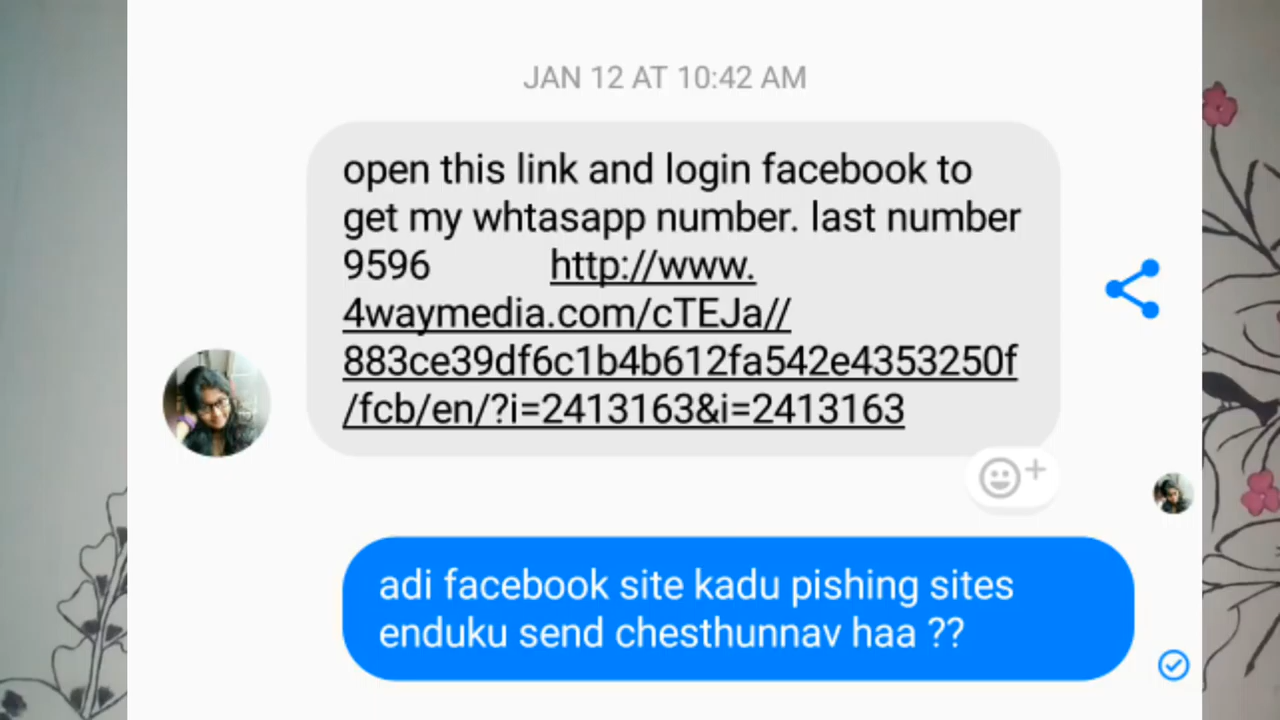 JAN 12 AT 10:42 AM
open this link and login facebook to
get my whtasapp number. last number
9596 http://www.
4waymedia.com/cTEJa//
883ce39df6c1b4b612fa542e4353250f
/fcb/en/?i=2413163&i=2413163
adi facebook site kadu pishing sites
enduku send chesthunnav haa ??